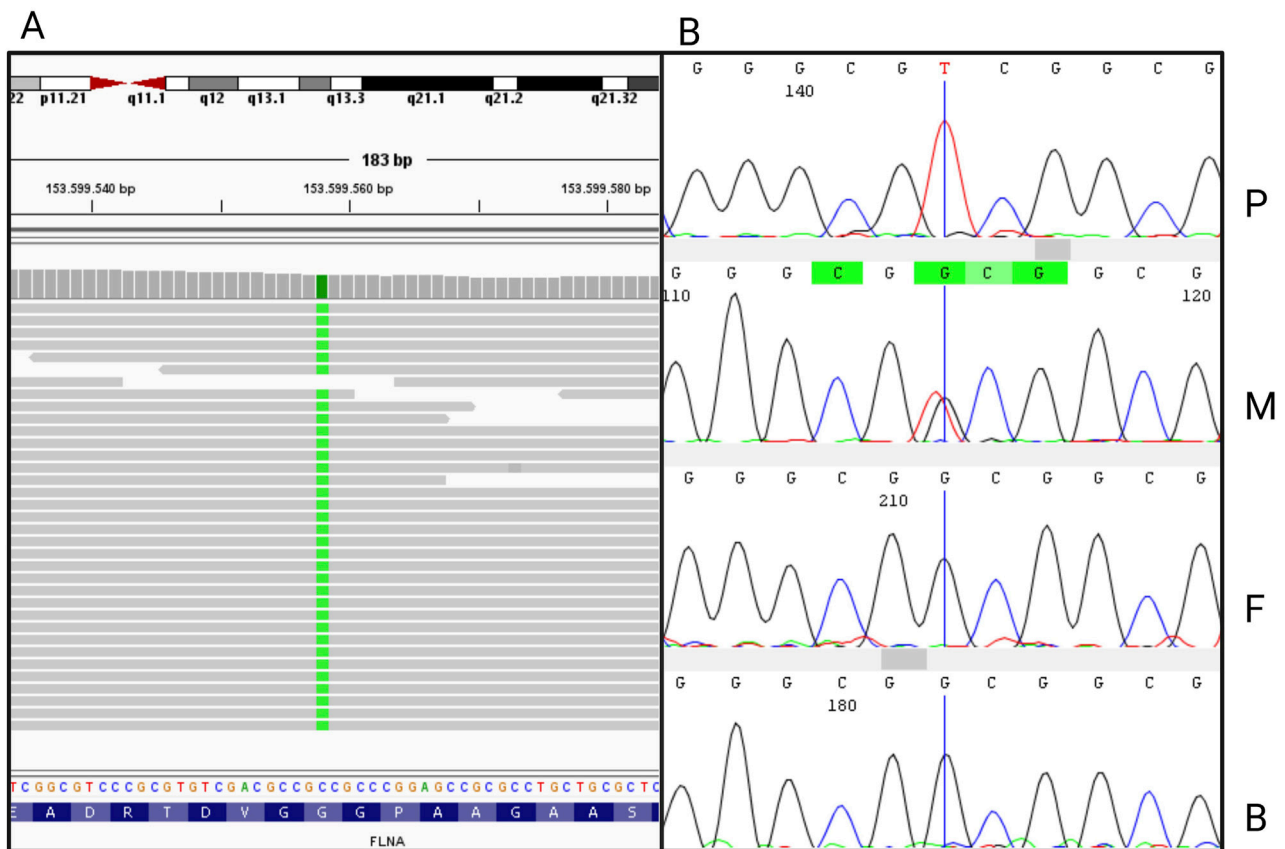 A
22 p11.21 q11.1 q12 q13.1 q13.3 q21.1 q21.2 q21.32
183 bp
153.599.540 bp 153.599.560 bp 153.599.580 bp
T C G G C G T C C C G C G T G T C G A C G C C G C C G C C C G G A G C C G C G C C T G C T G C G C T C
E A D R T D V G G G P A A G A A S
FLNA
B
G G G C G T C G G C G
140
P
G G G C G G C G G C G
110 120
M
G G G C G G C G G C G
210
F
G G G C G G C G G C G
180
B